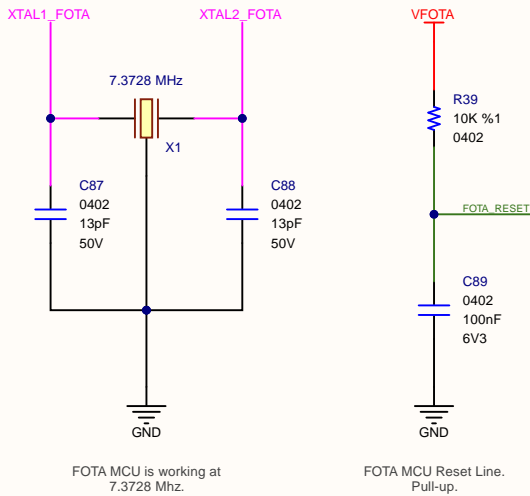 XTAL1_FOTA
XTAL2_FOTA
VFOTA
7.3728 MHz
X1
R39
10K %1
0402
C87
0402
13pF
50V
C88
0402
13pF
50V
FOTA_RESET
C89
0402
100nF
6V3
GND
GND
FOTA MCU is working at
7.3728 Mhz.
FOTA MCU Reset Line.
Pull-up.